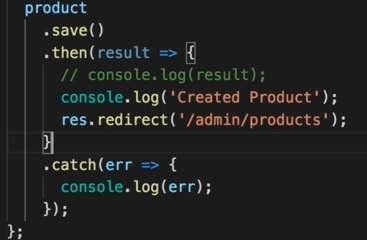 product
.save()
.then(result => {
// console.log(result);
console.log('Created Product');
res.redirect('/admin/products');
}
.catch(err => {
console.log(err);
});
};